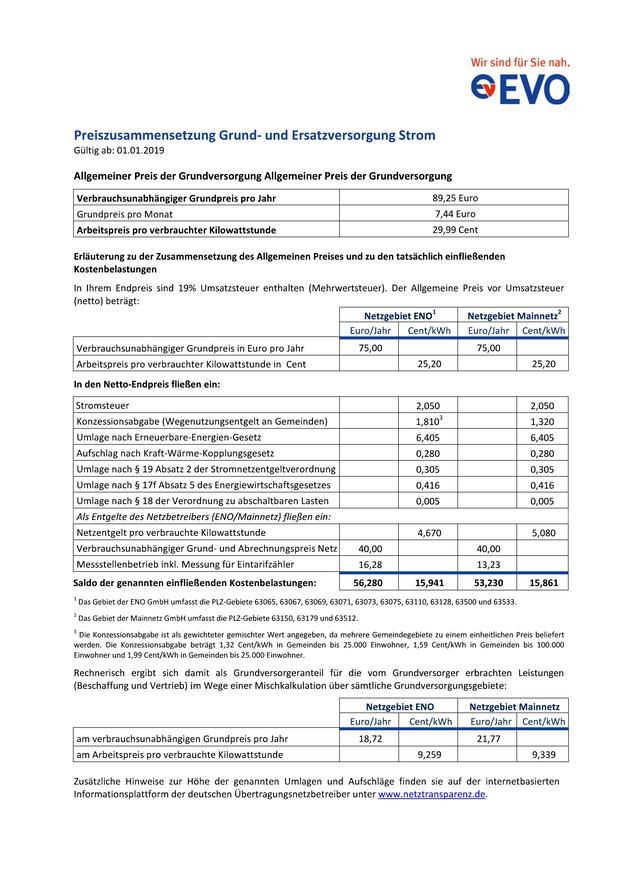 Wir sind für Sie nah.
EVO
Preiszusammensetzung Grund- und Ersatzversorgung Strom
Gültig ab: 01.01.2019
Allgemeiner Preis der Grundversorgung Allgemeiner Preis der Grundversorgung
Verbrauchsunabhängiger Grundpreis pro Jahr 89,25 Euro
Grundpreis pro Monat 7,44 Euro
Arbeitspreis pro verbrauchter Kilowattstunde 29,99 Cent
Erläuterung zu der Zusammensetzung des Allgemeinen Preises und zu den tatsächlich einfließenden
Kostenbelastungen
In Ihrem Endpreis sind 19% Umsatzsteuer enthalten (Mehrwertsteuer). Der Allgemeine Preis vor Umsatzsteuer
(netto) beträgt:
Netzgebiet ENO¹ Netzgebiet Mainnetz²
Euro/Jahr Cent/kWh Euro/Jahr Cent/kWh
Verbrauchsunabhängiger Grundpreis in Euro pro Jahr 75,00 75,00
Arbeitspreis pro verbrauchter Kilowattstunde in Cent 25,20 25,20
In den Netto-Endpreis fließen ein:
Stromsteuer 2,050 2,050
Konzessionsabgabe (Wegenutzungsentgelt an Gemeinden) 1,810³ 1,320
Umlage nach Erneuerbare-Energien-Gesetz 6,405 6,405
Aufschlag nach Kraft-Wärme-Kopplungsgesetz 0,280 0,280
Umlage nach § 19 Absatz 2 der Stromnetzentgeltverordnung 0,305 0,305
Umlage nach § 17f Absatz 5 des Energiewirtschaftsgesetzes 0,416 0,416
Umlage nach § 18 der Verordnung zu abschaltbaren Lasten 0,005 0,005
Als Entgelte des Netzbetreibers (ENO/Mainnetz) fließen ein:
Netzentgelt pro verbrauchte Kilowattstunde 4,670 5,080
Verbrauchsunabhängiger Grund- und Abrechnungspreis Netz 40,00 40,00
Messstellenbetrieb inkl. Messung für Eintarifzähler 16,28 13,23
Saldo der genannten einfließenden Kostenbelastungen: 56,280 15,941 53,230 15,861
¹ Das Gebiet der ENO GmbH umfasst die PLZ-Gebiete 63065, 63067, 63069, 63071, 63073, 63075, 63110, 63128, 63500 und 63533.
² Das Gebiet der Mainnetz GmbH umfasst die PLZ-Gebiete 63150, 63179 und 63512.
³ Die Konzessionsabgabe ist als gewichteter gemischter Wert angegeben, da mehrere Gemeindegebiete zu einem einheitlichen Preis beliefert
werden. Die Konzessionsabgabe beträgt 1,32 Cent/kWh in Gemeinden bis 25.000 Einwohner, 1,59 Cent/kWh in Gemeinden bis 100.000
Einwohner und 1,99 Cent/kWh in Gemeinden bis 25.000 Einwohner.
Rechnerisch ergibt sich damit als Grundversorgeranteil für die vom Grundversorger erbrachten Leistungen
(Beschaffung und Vertrieb) im Wege einer Mischkalkulation über sämtliche Grundversorgungsgebiete:
Netzgebiet ENO Netzgebiet Mainnetz
Euro/Jahr Cent/kWh Euro/Jahr Cent/kWh
am verbrauchsunabhängigen Grundpreis pro Jahr 18,72 21,77
am Arbeitspreis pro verbrauchte Kilowattstunde 9,259 9,339
Zusätzliche Hinweise zur Höhe der genannten Umlagen und Aufschläge finden sie auf der internetbasierten
Informationsplattform der deutschen Übertragungsnetzbetreiber unter www.netztransparenz.de.